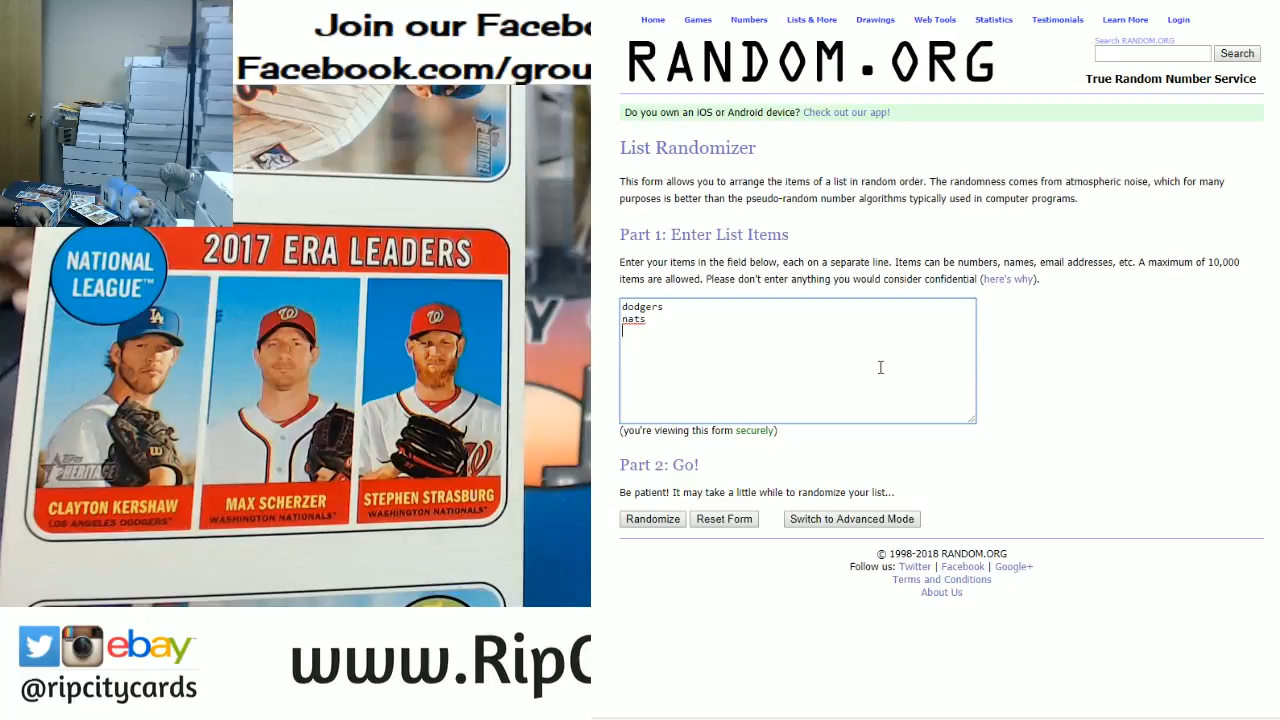 Join our Facebo
Facebook.com/grou
HERITAGE
NATIONAL LEAGUE™
2017 ERA LEADERS
TOPPS HERITAGE
CLAYTON KERSHAW
LOS ANGELES DODGERS™
MAX SCHERZER
WASHINGTON NATIONALS™
STEPHEN STRASBURG
WASHINGTON NATIONALS™
ebay™
@ripcitycards
www.RipC
Home Games Numbers Lists & More Drawings Web Tools Statistics Testimonials Learn More Login
RANDOM.ORG
Search RANDOM.ORG
Search
True Random Number Service
Do you own an iOS or Android device? Check out our app!
List Randomizer
This form allows you to arrange the items of a list in random order. The randomness comes from atmospheric noise, which for many
purposes is better than the pseudo-random number algorithms typically used in computer programs.
Part 1: Enter List Items
Enter your items in the field below, each on a separate line. Items can be numbers, names, email addresses, etc. A maximum of 10,000
items are allowed. Please don't enter anything you would consider confidential (here's why).
dodgers
nats
(you're viewing this form securely)
Part 2: Go!
Be patient! It may take a little while to randomize your list...
Randomize Reset Form Switch to Advanced Mode
© 1998-2018 RANDOM.ORG
Follow us: Twitter | Facebook | Google+
Terms and Conditions
About Us